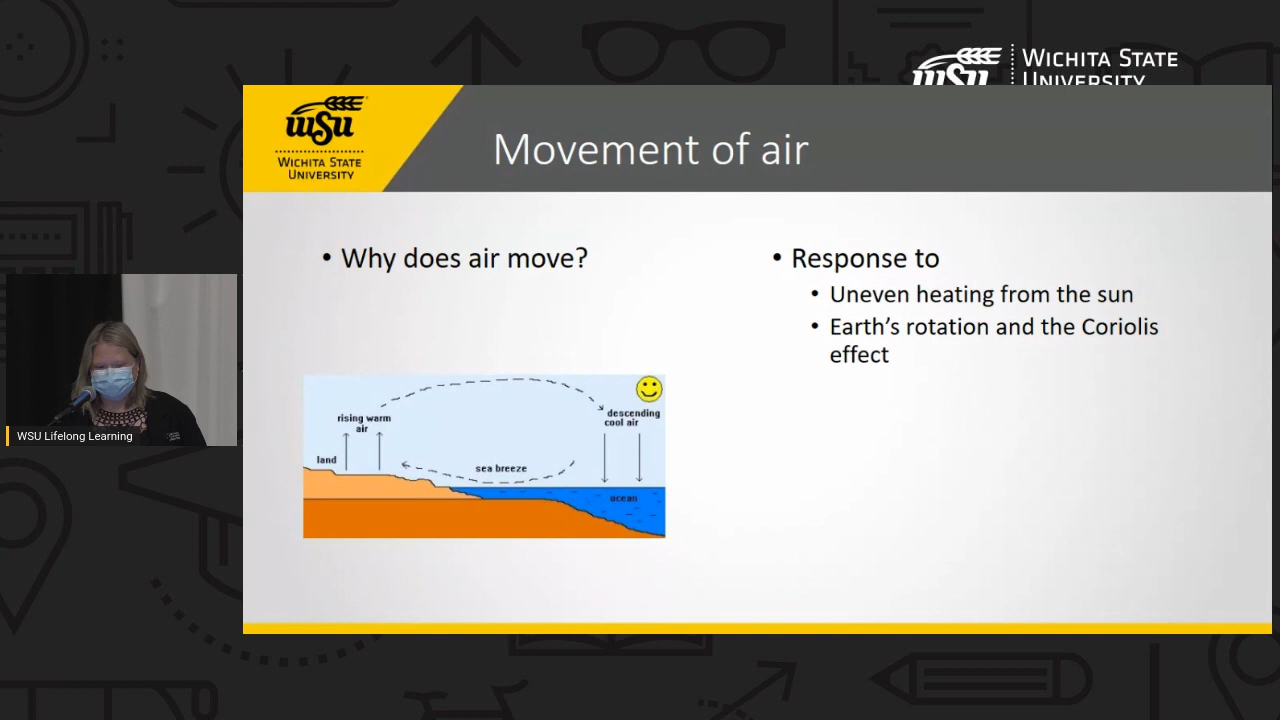 WSU
WICHITA STATE
UNIVERSITY
WSU
WICHITA STATE
UNIVERSITY
Movement of air
• Why does air move?
• Response to
• Uneven heating from the sun
• Earth's rotation and the Coriolis
effect
rising warm
air
descending
cool air
land
sea breeze
ocean
WSU Lifelong Learning